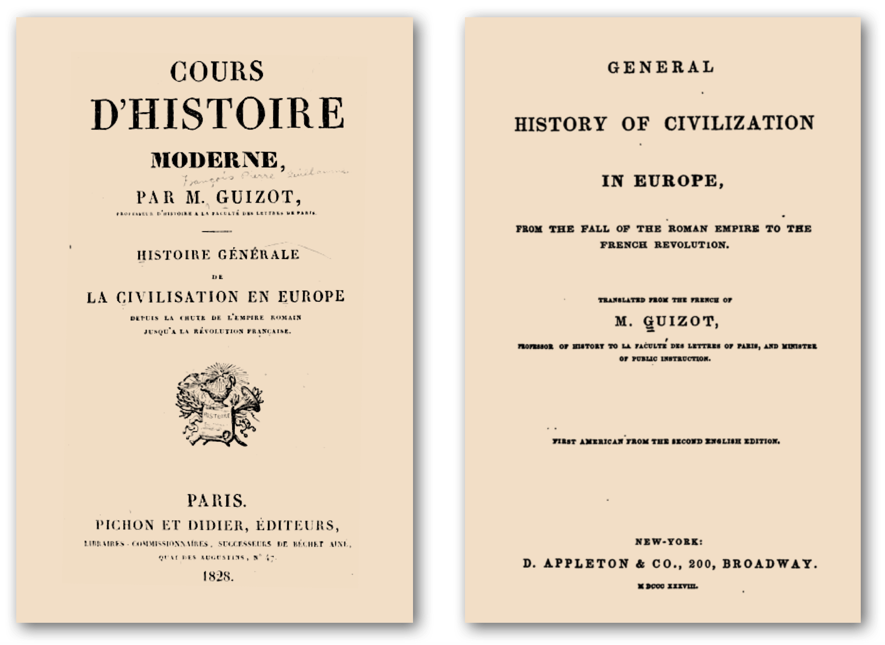 COURS
D'HISTOIRE
MODERNE,
François Pierre
PAR M. GUIZOT,
PROFESSEUR D'HISTOIRE A LA FACULTÉ DES LETTRES DE PARIS.
HISTOIRE GÉNÉRALE
DE
LA CIVILISATION EN EUROPE
DEPUIS LA CHUTE DE L'EMPIRE ROMAIN
JUSQU'A LA RÉVOLUTION FRANÇAISE.
HISTOIRE
PARIS.
PICHON ET DIDIER, ÉDITEURS,
LIBRAIRES-COMMISSIONNAIRES, SUCCESSEURS DE BÉCHET AINÉ,
QUAI DES AUGUSTINS, N° 47.
1828.
GENERAL
HISTORY OF CIVILIZATION
IN EUROPE,
FROM THE FALL OF THE ROMAN EMPIRE TO THE
FRENCH REVOLUTION.
TRANSLATED FROM THE FRENCH OF
M. GUIZOT,
PROFESSOR OF HISTORY TO LA FACULTÉ DES LETTRES OF PARIS, AND MINISTER
OF PUBLIC INSTRUCTION.
FIRST AMERICAN FROM THE SECOND ENGLISH EDITION.
NEW-YORK:
D. APPLETON & CO., 200, BROADWAY.
M DCCC XXXVIII.